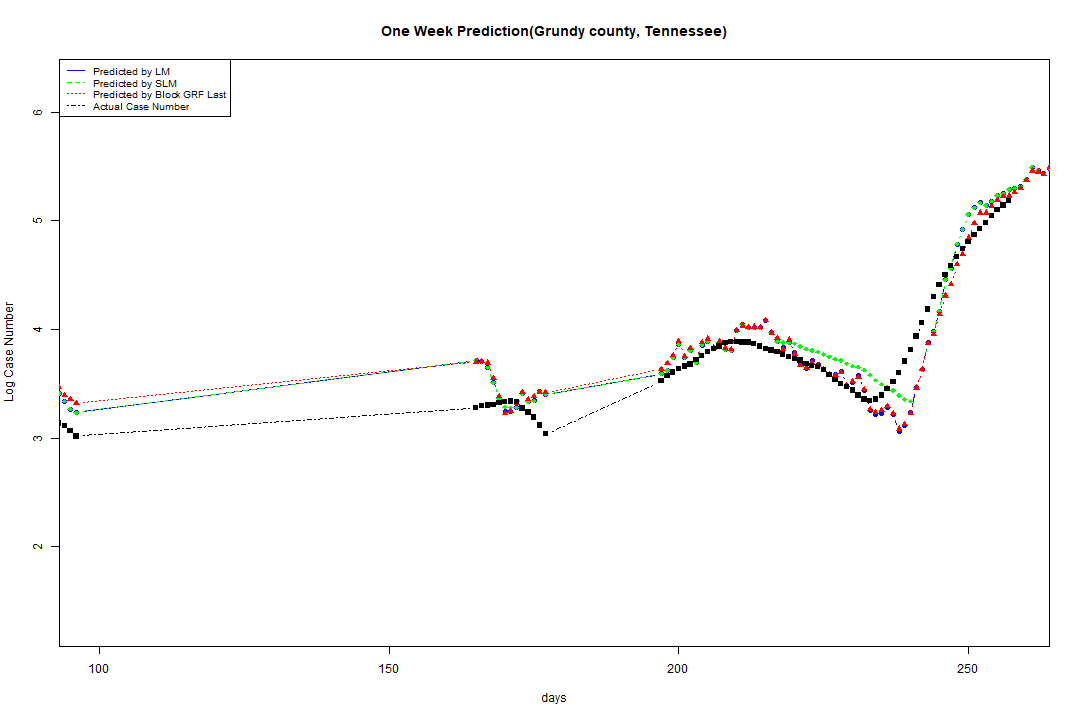 One Week Prediction(Grundy county, Tennessee)
Predicted by LM
Predicted by SLM
Predicted by Block GRF Last
Actual Case Number
6
5
4
3
2
Log Case Number
100
150
200
250
days